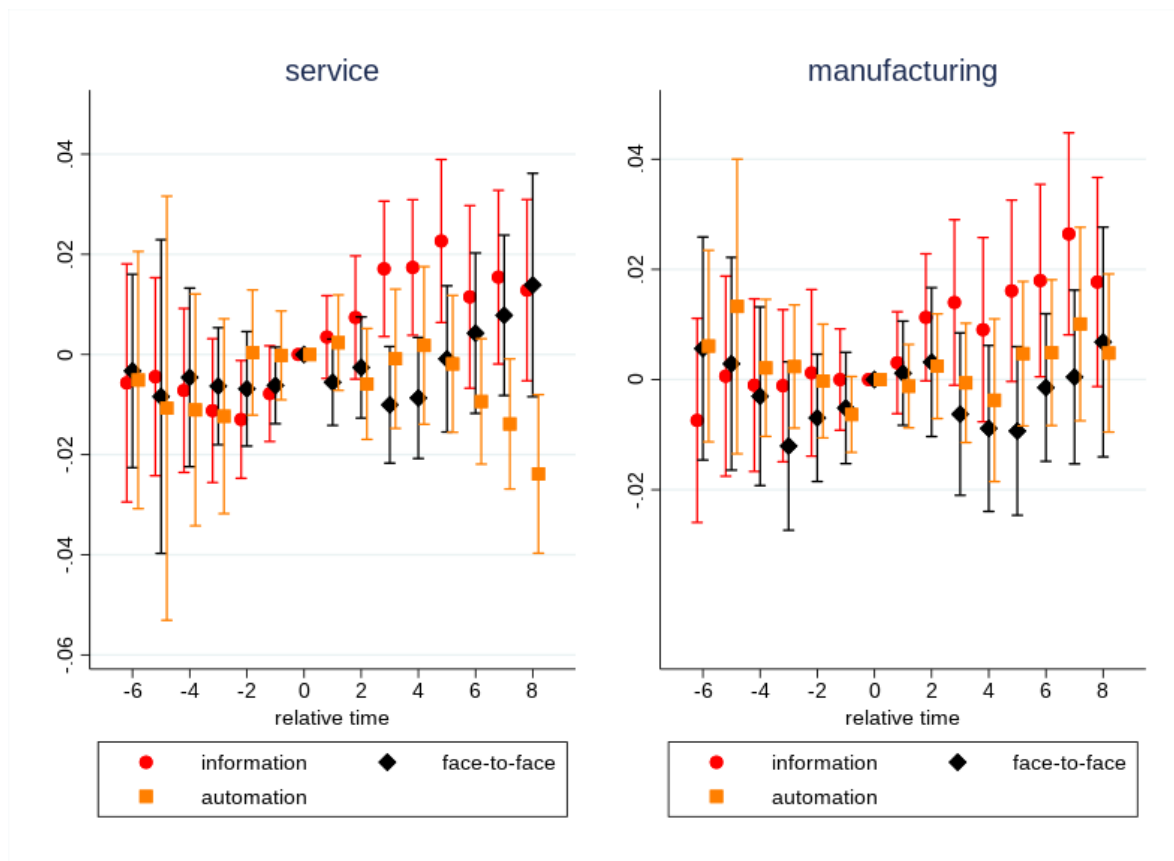 service
.04
.02
0
-.02
-.04
-.06
-6 -4 -2 0 2 4 6 8
relative time
information face-to-face
automation
manufacturing
.04
.02
0
-.02
-6 -4 -2 0 2 4 6 8
relative time
information face-to-face
automation